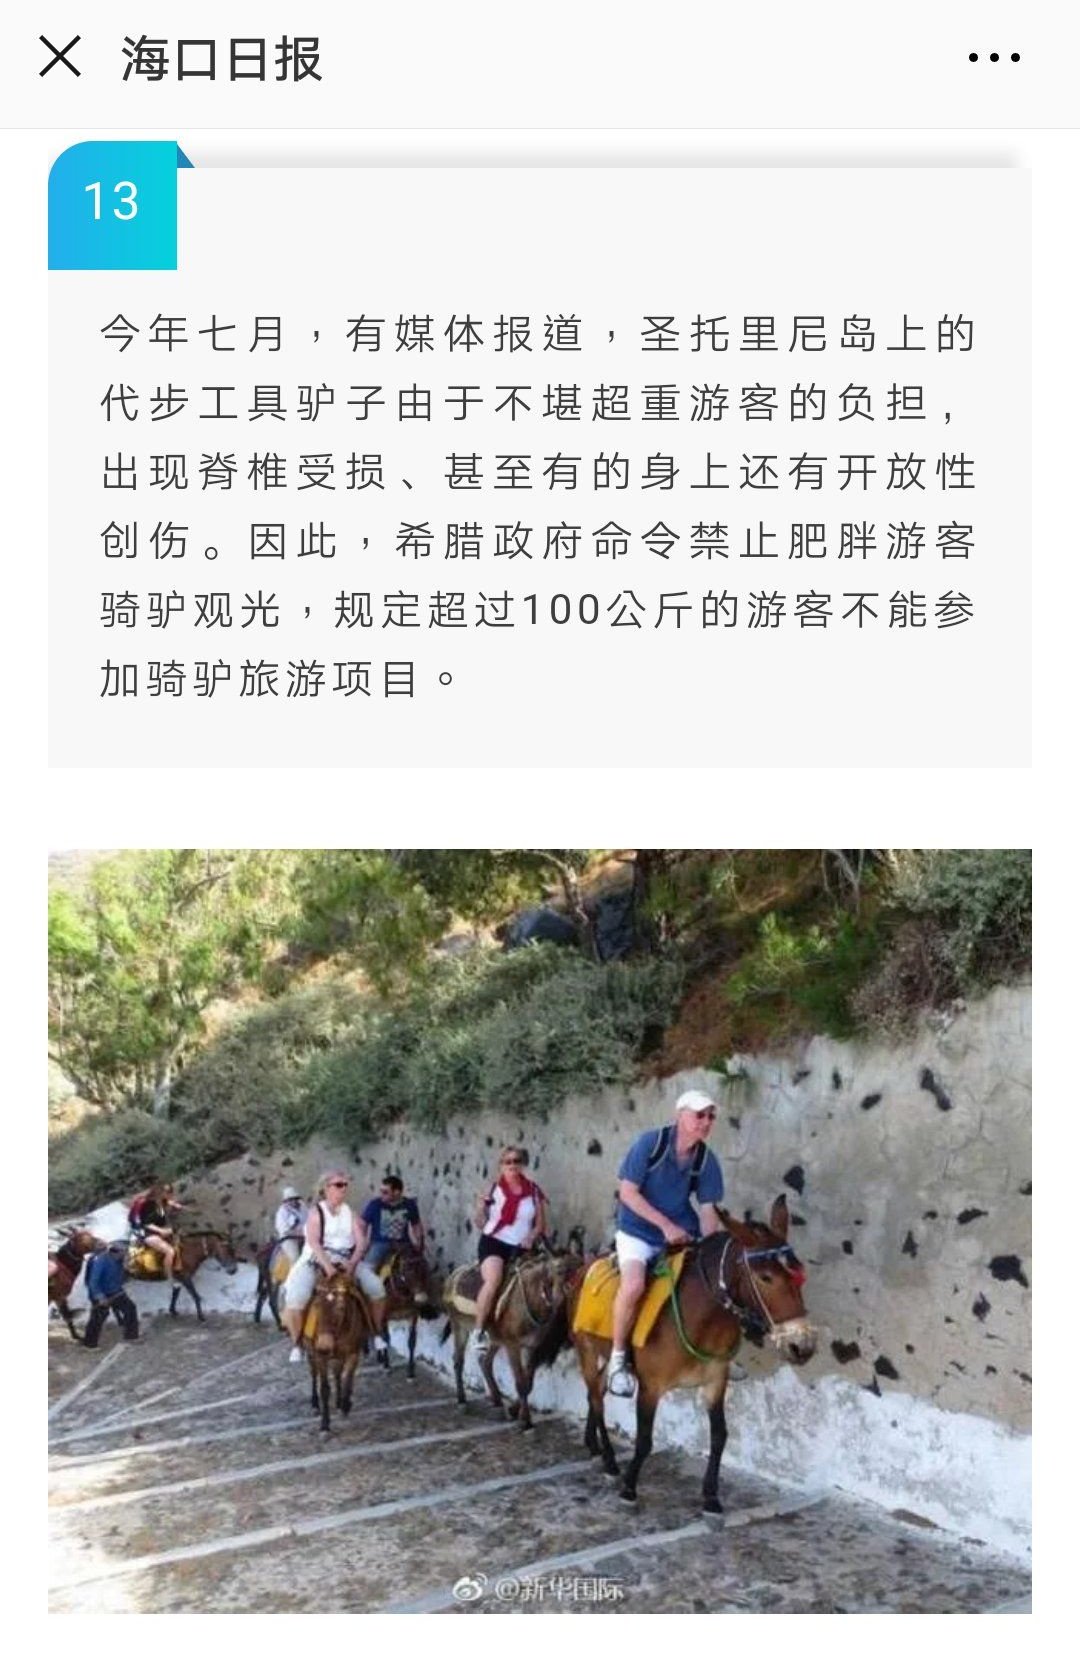 海口日报
13
今年七月，有媒体报道，圣托里尼岛上的
代步工具驴子由于不堪超重游客的负担，
出现脊椎受损、甚至有的身上还有开放性
创伤。因此，希腊政府命令禁止肥胖游客
骑驴观光，规定超过100公斤的游客不能参
加骑驴旅游项目。
@新华国际